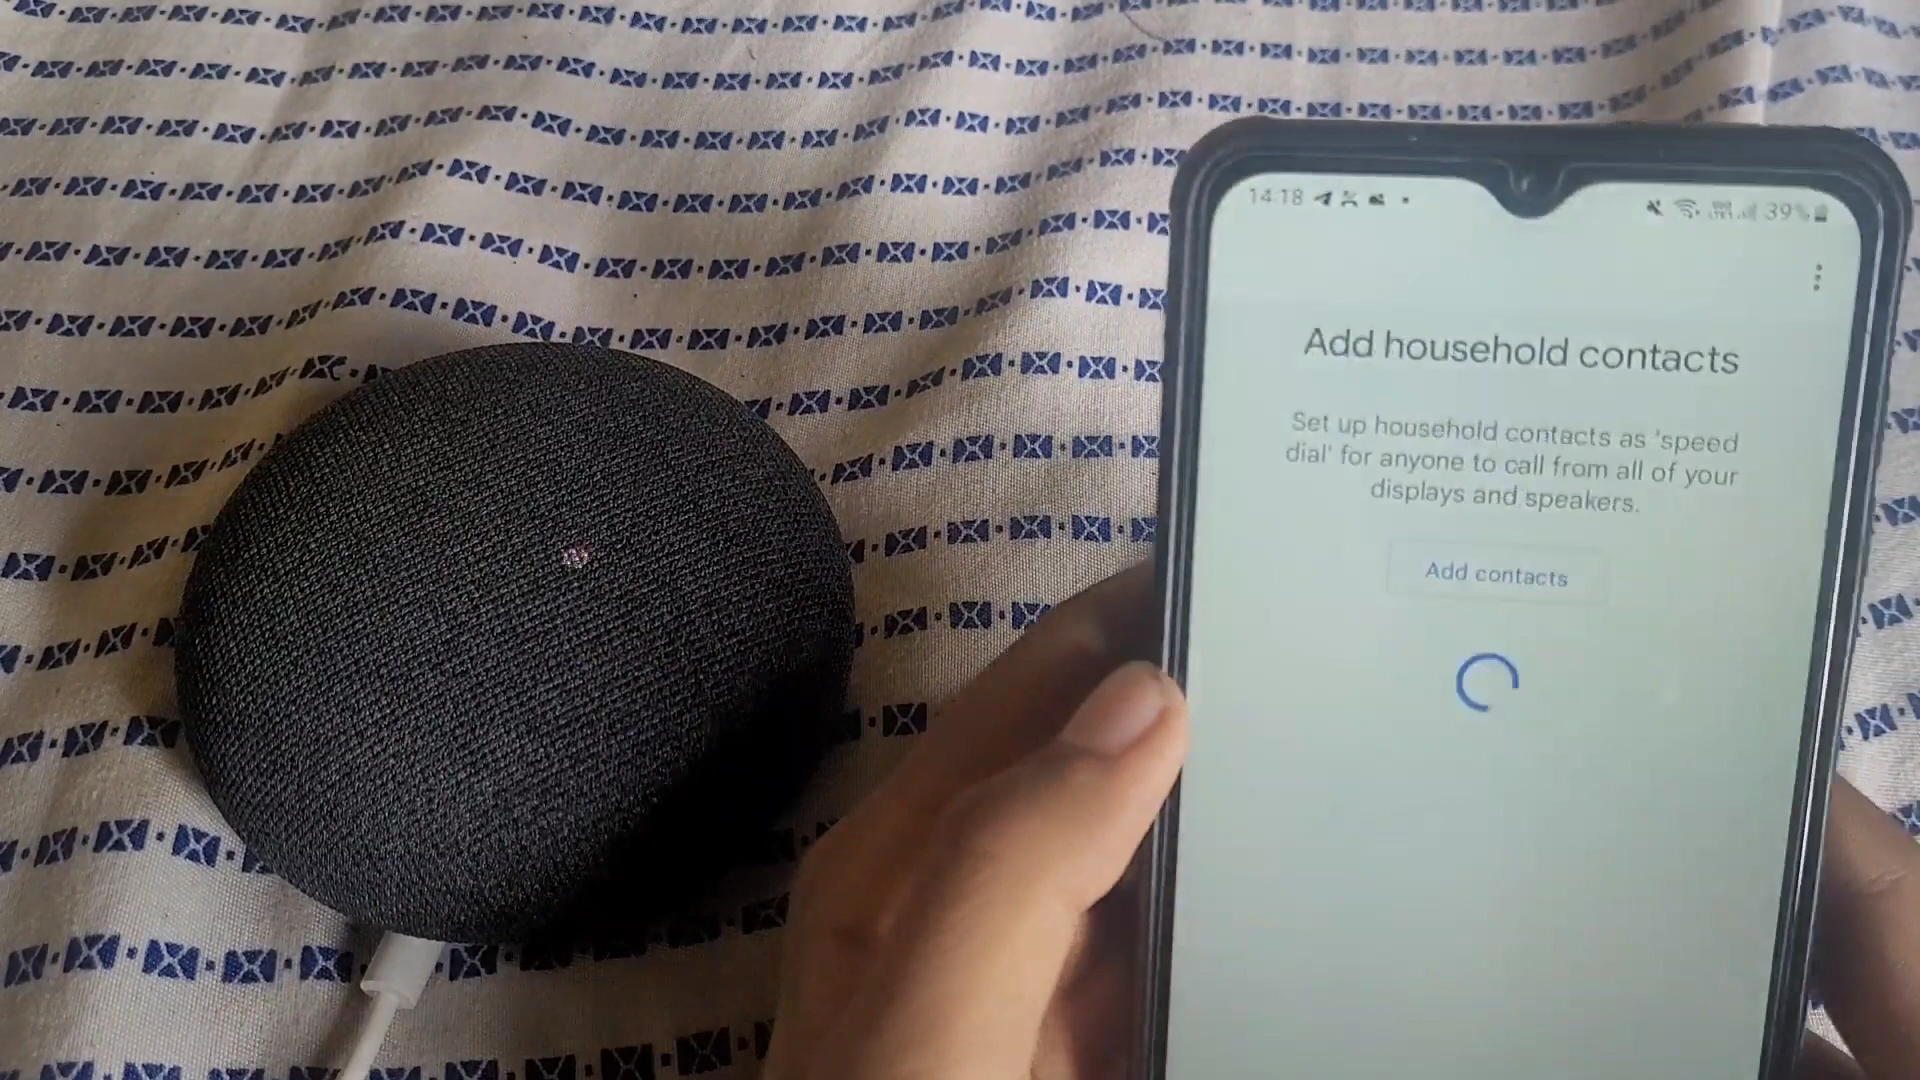 14:18
39%
Add household contacts
Set up household contacts as 'speed
dial' for anyone to call from all of your
displays and speakers.
Add contacts